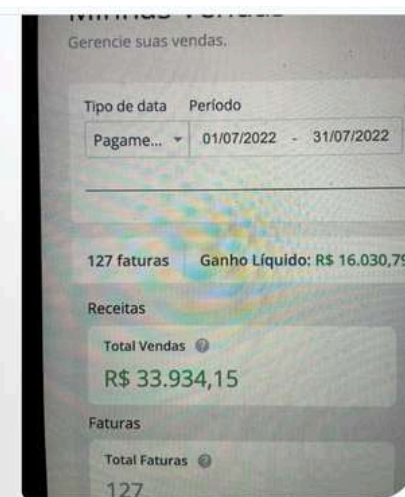 Gerencie suas vendas.
Tipo de data Período
Pagame... 01/07/2022 - 31/07/2022
127 faturas Ganho Líquido: R$ 16.030,79
Receitas
Total Vendas ?
R$ 33.934,15
Faturas
Total Faturas ?
127